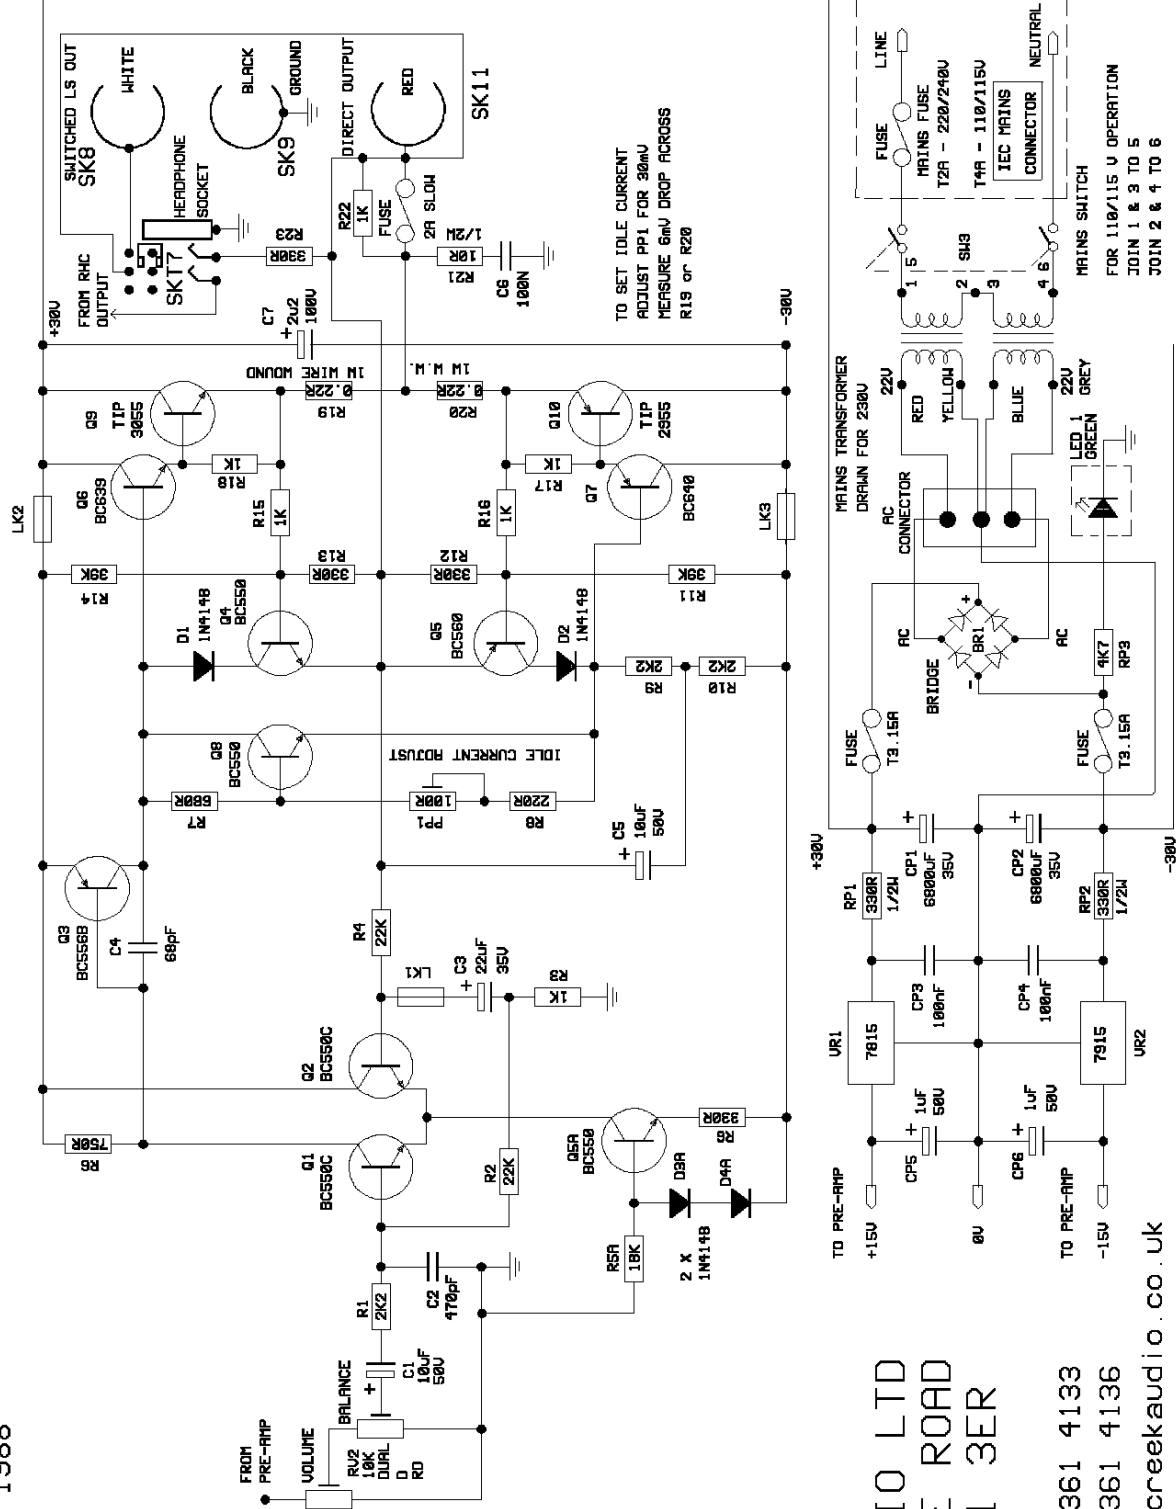 1988
FROM
PRE-AMP
VOLUME
BALANCE
RV2
10K
DUAL
D RD
+
C1
10uF
50V
R1
2K2
C2
470pF
R6
750R
Q1
BC550C
Q2
BC550C
R2
22K
LK1
+
C3
22uF
35V
R3
1K
R4
22K
R5A
18K
2 X
1N4148
D3A
D4A
Q5A
BC550
R6
330R
Q3
BC556B
C4
68pF
R7
680R
PP1
100R
R8
220R
IDLE CURRENT ADJUST
Q8
BC550
+
C5
10uF
50V
D1
1N4148
Q4
BC550
Q5
BC560
D2
1N4148
R9
2K2
R10
2K2
R14
39K
R13
330R
R12
330R
R11
39K
LK2
Q6
BC639
R18
1K
R15
1K
R16
1K
R17
1K
Q7
BC640
LK3
Q9
TIP
3055
R19
0.22R
1W WIRE WOUND
R20
0.22R
1W W.W.
Q10
TIP
2955
+30V
C7
+
2u2
100V
-30V
FROM RHC
OUTPUT
SKT7
HEADPHONE
SOCKET
R23
330R
SWITCHED LS OUT
SK8
WHITE
BLACK
SK9
GROUND
DIRECT OUTPUT
RED
SK11
R22
1K
FUSE
2A SLOW
1/2W
10R
R21
C6
100N
TO SET IDLE CURRENT
ADJUST PP1 FOR 30mV
MEASURE 6mV DROP ACROSS
R19 or R20
LINE
FUSE
MAINS FUSE
T2A - 220/240V
T4A - 110/115V
IEC MAINS
CONNECTOR
NEUTRAL
SW3
5
6
1
2
3
4
MAINS SWITCH
FOR 110/115 V OPERATION
JOIN 1 & 3 TO 5
JOIN 2 & 4 TO 6
MAINS TRANSFORMER
DRAWN FOR 230V
22V
RED
YELLOW
BLUE
22V
GREY
AC
CONNECTOR
LED 1
GREEN
AC
BRIDGE
+
BR1
-
AC
4K7
RP3
FUSE
T3.15A
FUSE
T3.15A
+30V
RP1
330R
1/2W
+
CP1
6800uF
35V
+
CP2
6800uF
35V
RP2
330R
1/2W
-30V
CP3
100nF
CP4
100nF
VR1
7815
7915
VR2
+
1uF
50V
CP5
+
1uF
50V
CP6
TO PRE-AMP
+15V
0V
TO PRE-AMP
-15V
IO LTD
E ROAD
3ER
361 4133
361 4136
creekaudio.co.uk